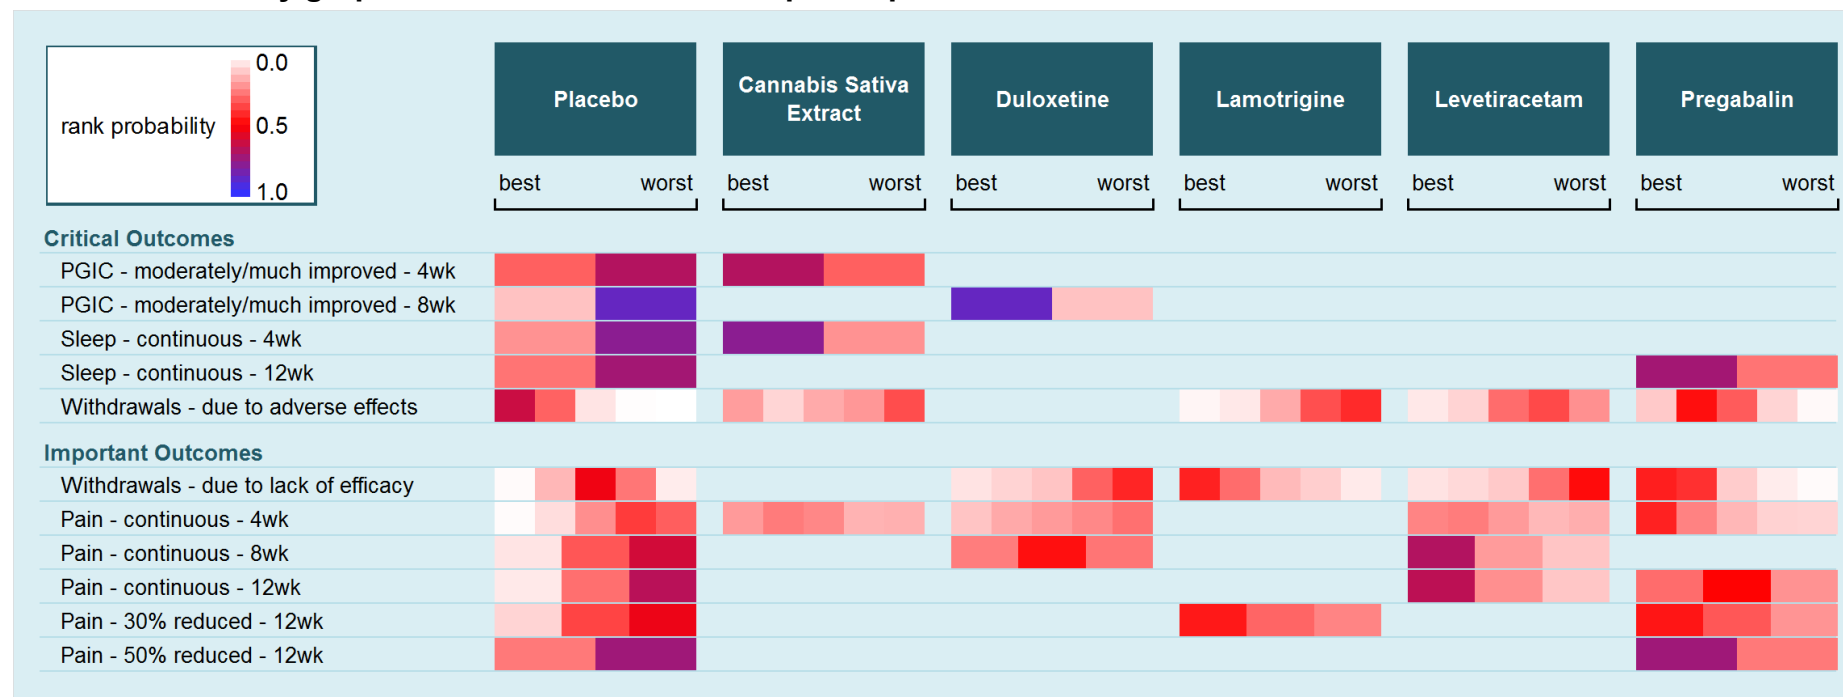 0.0
rank probability
0.5
1.0
Placebo
Cannabis Sativa
Extract
Duloxetine
Lamotrigine
Levetiracetam
Pregabalin
best worst best worst best worst best worst best worst best worst
Critical Outcomes
PGIC - moderately/much improved - 4wk
PGIC - moderately/much improved - 8wk
Sleep - continuous - 4wk
Sleep - continuous - 12wk
Withdrawals - due to adverse effects
Important Outcomes
Withdrawals - due to lack of efficacy
Pain - continuous - 4wk
Pain - continuous - 8wk
Pain - continuous - 12wk
Pain - 30% reduced - 12wk
Pain - 50% reduced - 12wk